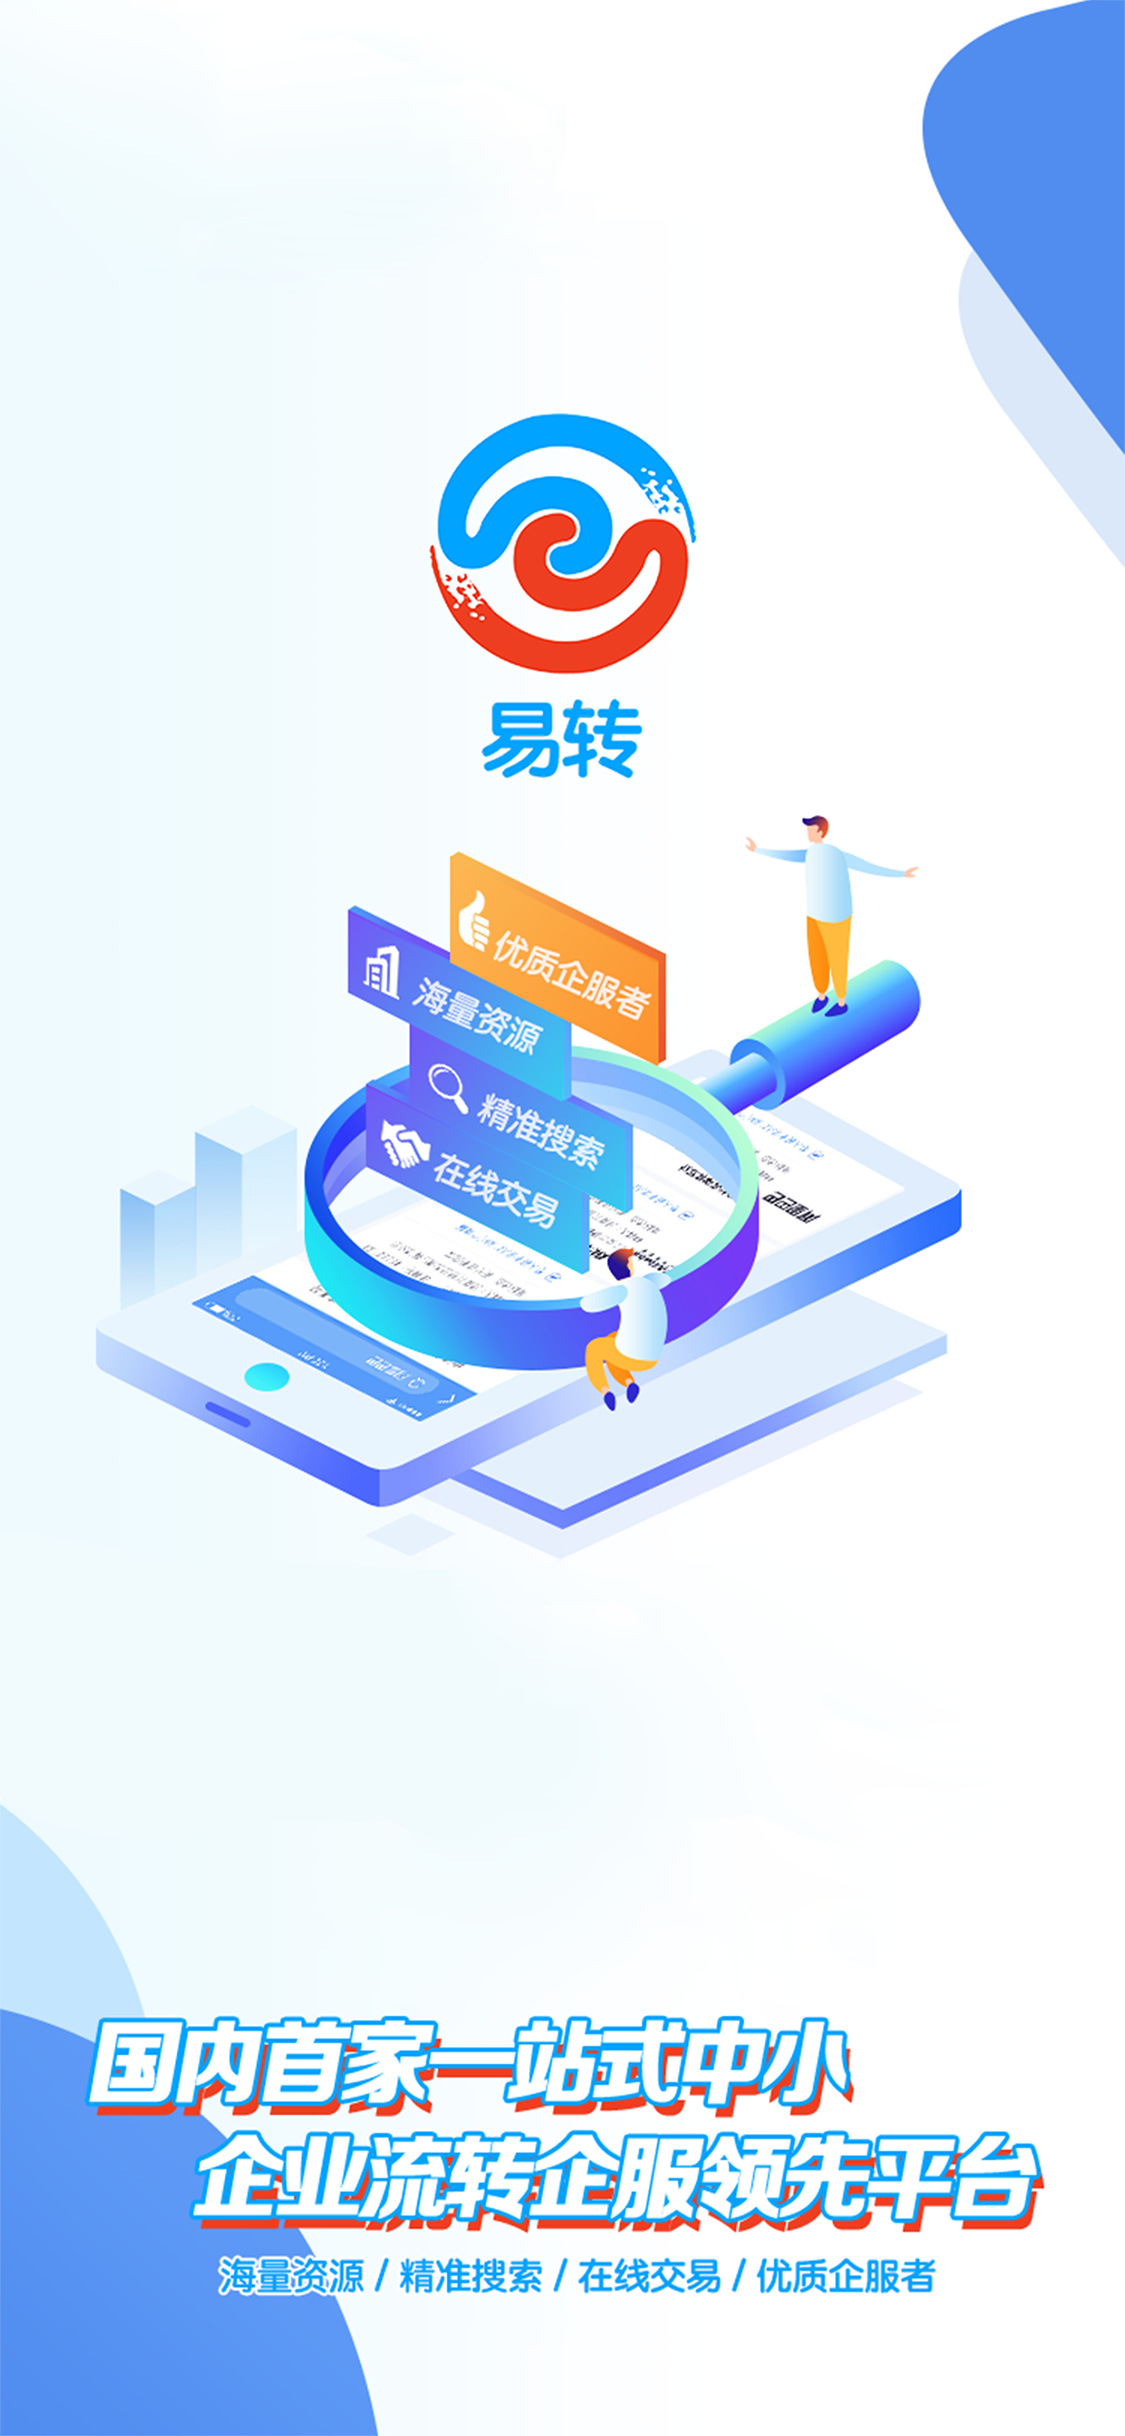 易转
优质企服者
海量资源
精准搜索
在线交易
国内首家一站式中小
企业流转企服领先平台
海量资源 / 精准搜索 / 在线交易 / 优质企服者